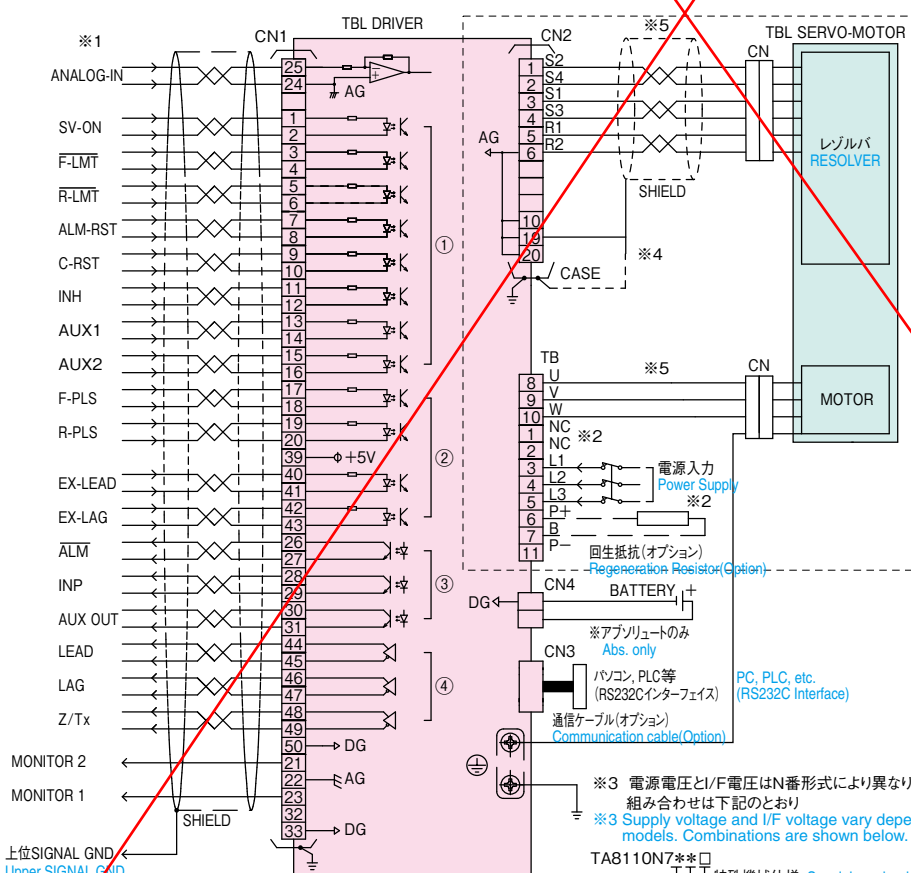 TBL DRIVER
※1
CN1
CN2
※5
CN
TBL SERVO-MOTOR
ANALOG-IN
25
24
AG
SV-ON
1
2
F-LMT
3
4
R-LMT
5
6
ALM-RST
7
8
C-RST
9
10
INH
11
12
AUX1
13
14
AUX2
15
16
F-PLS
17
18
R-PLS
19
20
39
+5V
EX-LEAD
40
41
EX-LAG
42
43
ALM
26
27
INP
28
29
AUX OUT
30
31
LEAD
44
45
LAG
46
47
Z/Tx
48
49
50
DG
MONITOR 2
21
22
AG
MONITOR 1
23
32
33
DG
SHIELD
上位SIGNAL GND
Upper SIGNAL GND
①
②
③
④
1 S2
2 S4
3 S1
4 S3
5 R1
6 R2
AG
10
19
20
SHIELD
※4
CASE
レゾルバ
RESOLVER
TB
8 U
9 V
10 W
1 NC
2 NC
※2
3 L1
4 L2
5 L3
6 P+
7 B
11 P−
※5
CN
MOTOR
電源入力
Power Supply
※2
回生抵抗(オプション)
Regeneration Resistor(Option)
CN4
DG
BATTERY
+
※アブソリュートのみ
Abs. only
CN3
パソコン, PLC等
(RS232Cインターフェイス)
PC, PLC, etc.
(RS232C Interface)
通信ケーブル(オプション)
Communication cable(Option)
※3 電源電圧とI/F電圧はN番形式により異なり
組み合わせは下記のとおり
※3 Supply voltage and I/F voltage vary depe
models. Combinations are shown below.
TA8110N7**□